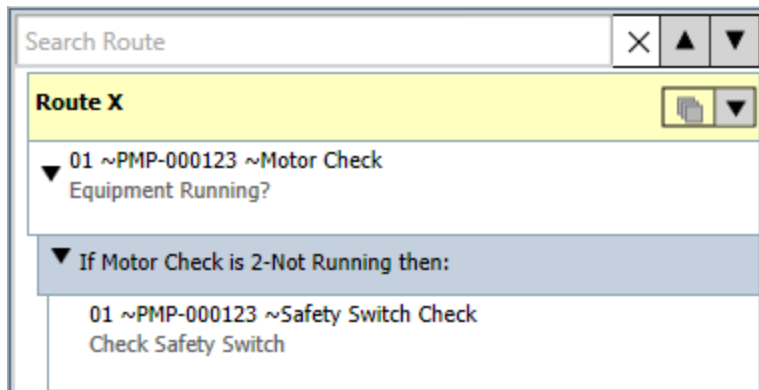 Search Route
Route X
01 ~PMP-000123 ~Motor Check
Equipment Running?
If Motor Check is 2-Not Running then:
01 ~PMP-000123 ~Safety Switch Check
Check Safety Switch